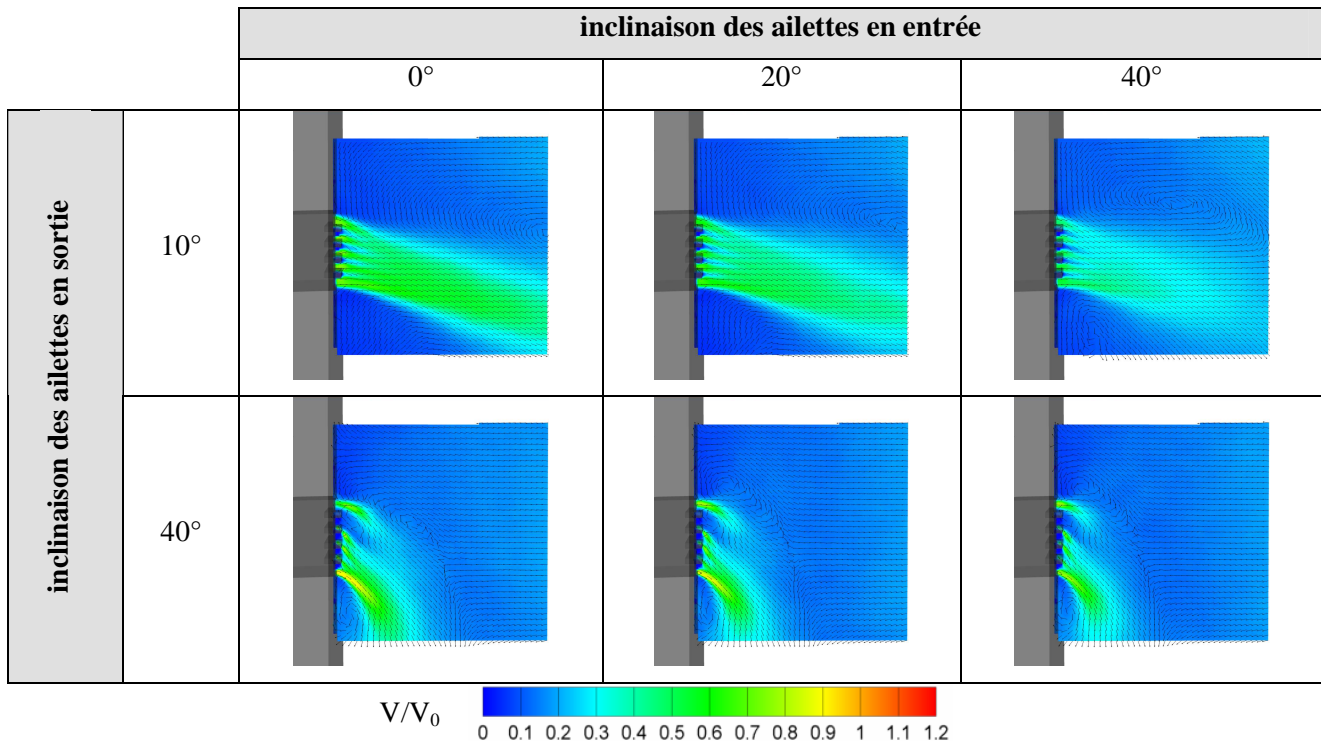 inclinaison des ailettes en entrée
0° 20° 40°
inclinaison des ailettes en sortie
10°
40°
V/V₀
0 0.1 0.2 0.3 0.4 0.5 0.6 0.7 0.8 0.9 1 1.1 1.2